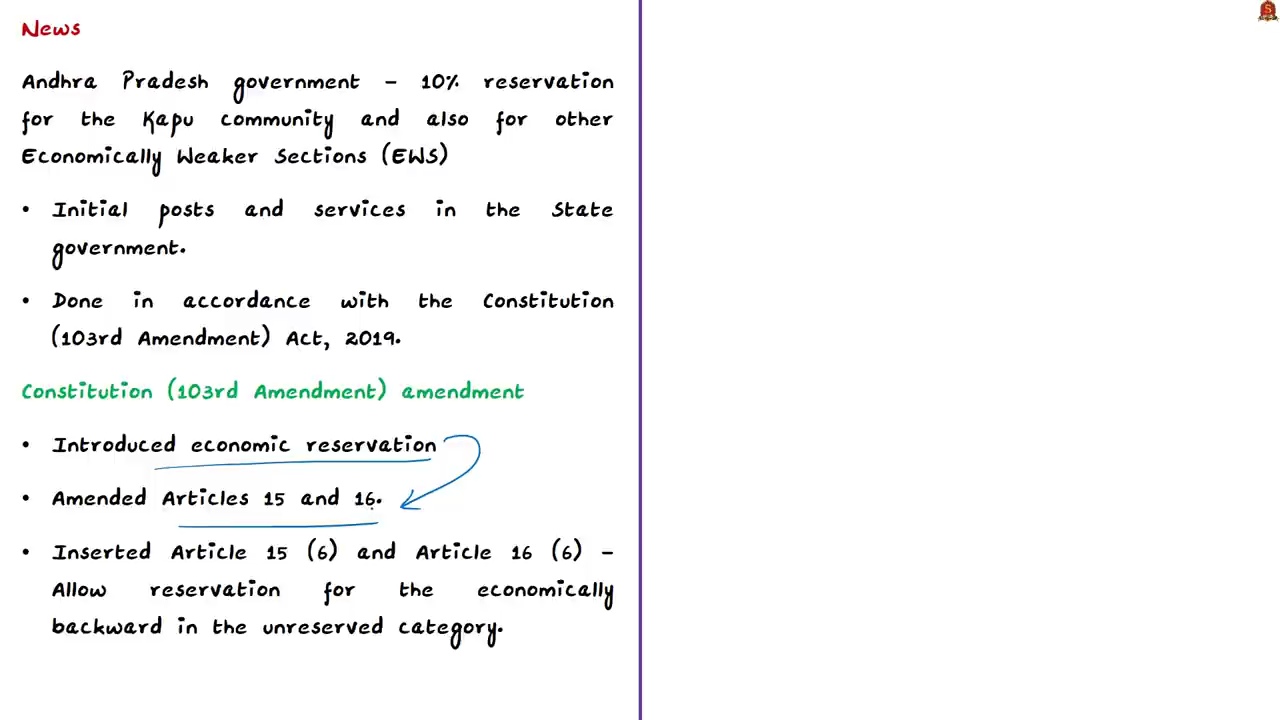 News
Andhra Pradesh government - 10% reservation
for the Kapu community and also for other
Economically Weaker Sections (EWS)
• Initial posts and services in the State
government.
• Done in accordance with the Constitution
(103rd Amendment) Act, 2019.
Constitution (103rd Amendment) amendment
• Introduced economic reservation
• Amended Articles 15 and 16.
• Inserted Article 15 (6) and Article 16 (6) -
Allow reservation for the economically
backward in the unreserved category.